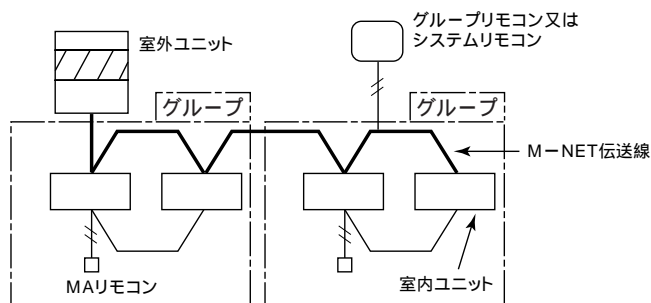 室外ユニット
グループリモコン又は
システムリモコン
グループ
グループ
M－NET伝送線
MAリモコン
室内ユニット